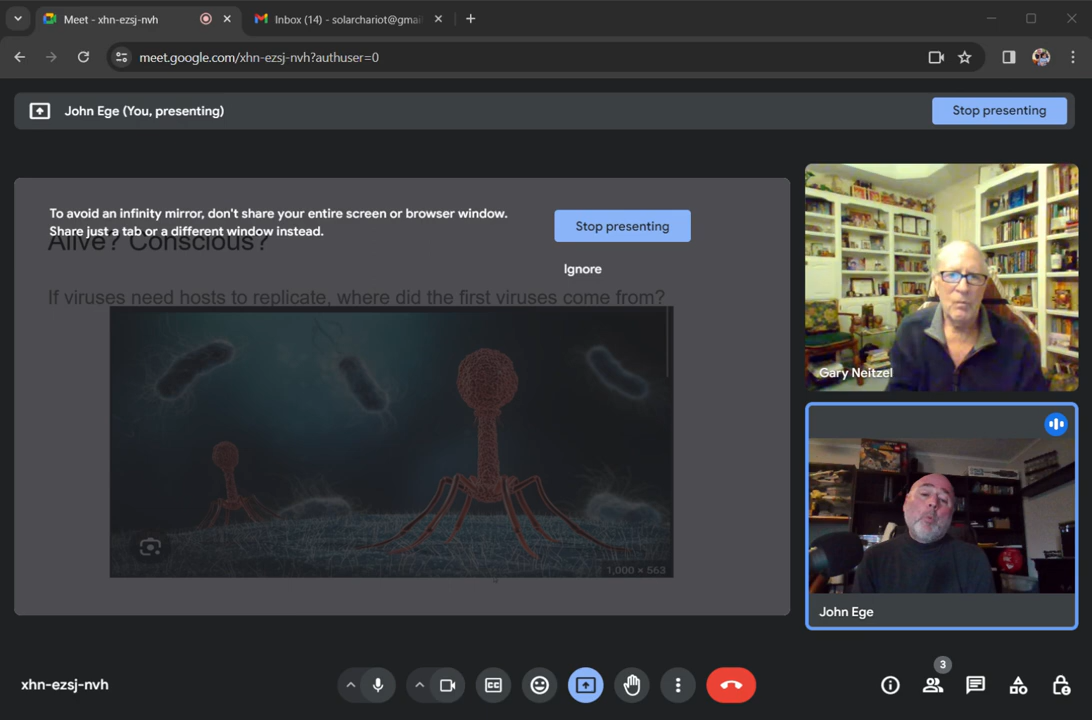 Meet - xhn-ezsj-nvh
Inbox (14) - solarchariot@gmai
meet.google.com/xhn-ezsj-nvh?authuser=0
John Ege (You, presenting)
Stop presenting
To avoid an infinity mirror, don't share your entire screen or browser window.
Share just a tab or a different window instead.
Stop presenting
Ignore
Alive? Conscious?
If viruses need hosts to replicate, where did the first viruses come from?
1,000 × 563
Gary Neitzel
John Ege
xhn-ezsj-nvh
CC
3